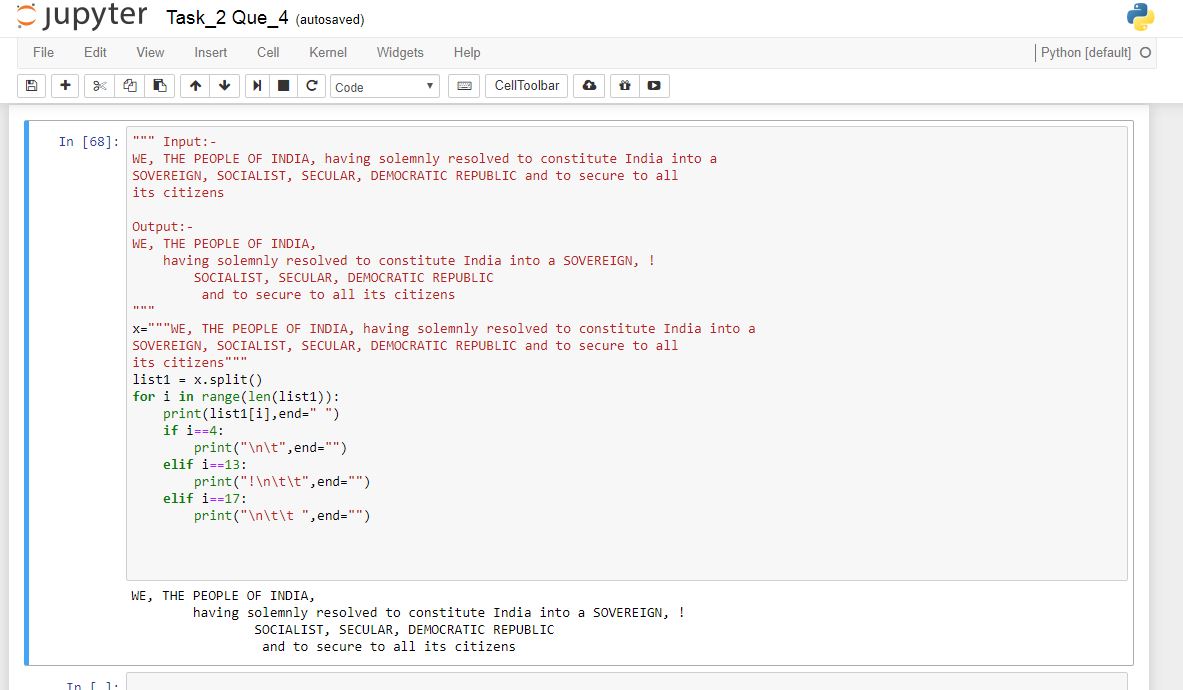 jupyter Task_2 Que_4 (autosaved)
File Edit View Insert Cell Kernel Widgets Help Python [default]
Code CellToolbar
In [68]: """ Input:-
WE, THE PEOPLE OF INDIA, having solemnly resolved to constitute India into a
SOVEREIGN, SOCIALIST, SECULAR, DEMOCRATIC REPUBLIC and to secure to all
its citizens

Output:-
WE, THE PEOPLE OF INDIA,
    having solemnly resolved to constitute India into a SOVEREIGN, !
        SOCIALIST, SECULAR, DEMOCRATIC REPUBLIC
         and to secure to all its citizens
"""
x="""WE, THE PEOPLE OF INDIA, having solemnly resolved to constitute India into a
SOVEREIGN, SOCIALIST, SECULAR, DEMOCRATIC REPUBLIC and to secure to all
its citizens"""
list1 = x.split()
for i in range(len(list1)):
    print(list1[i],end=" ")
    if i==4:
        print("\n\t",end="")
    elif i==13:
        print("!\n\t\t",end="")
    elif i==17:
        print("\n\t\t ",end="")
WE, THE PEOPLE OF INDIA,
        having solemnly resolved to constitute India into a SOVEREIGN, !
                SOCIALIST, SECULAR, DEMOCRATIC REPUBLIC
                 and to secure to all its citizens
In [ ]: